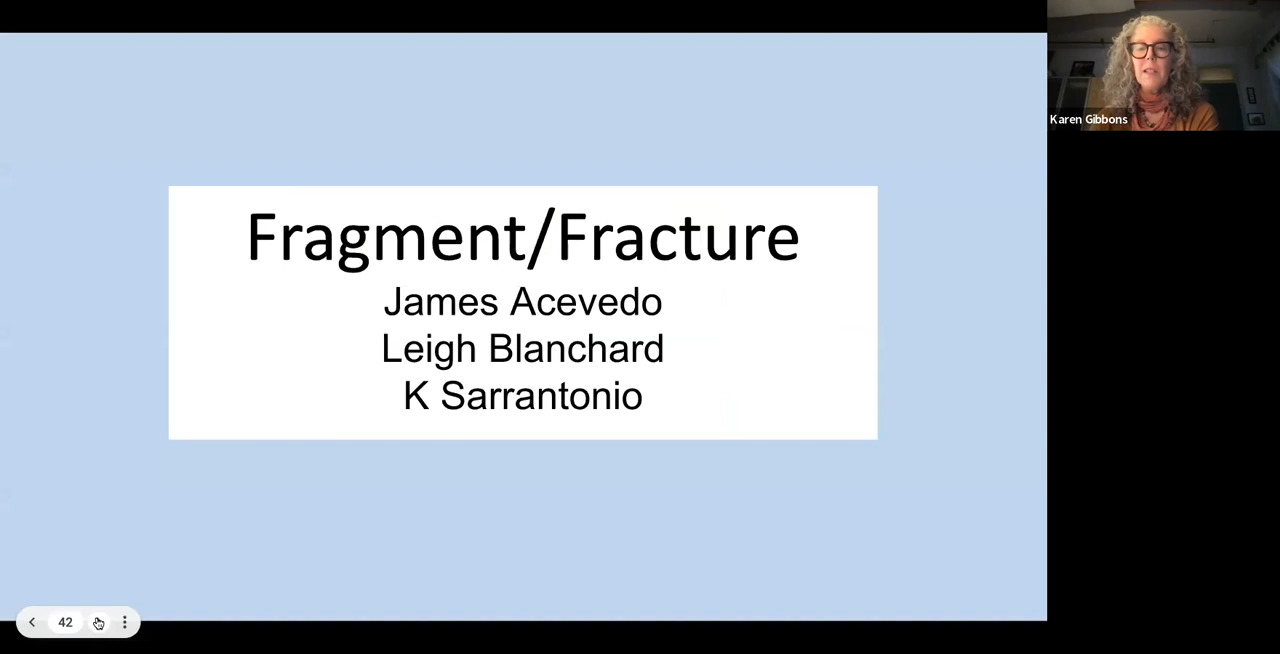 Fragment/Fracture
James Acevedo
Leigh Blanchard
K Sarrantonio
Karen Gibbons
42